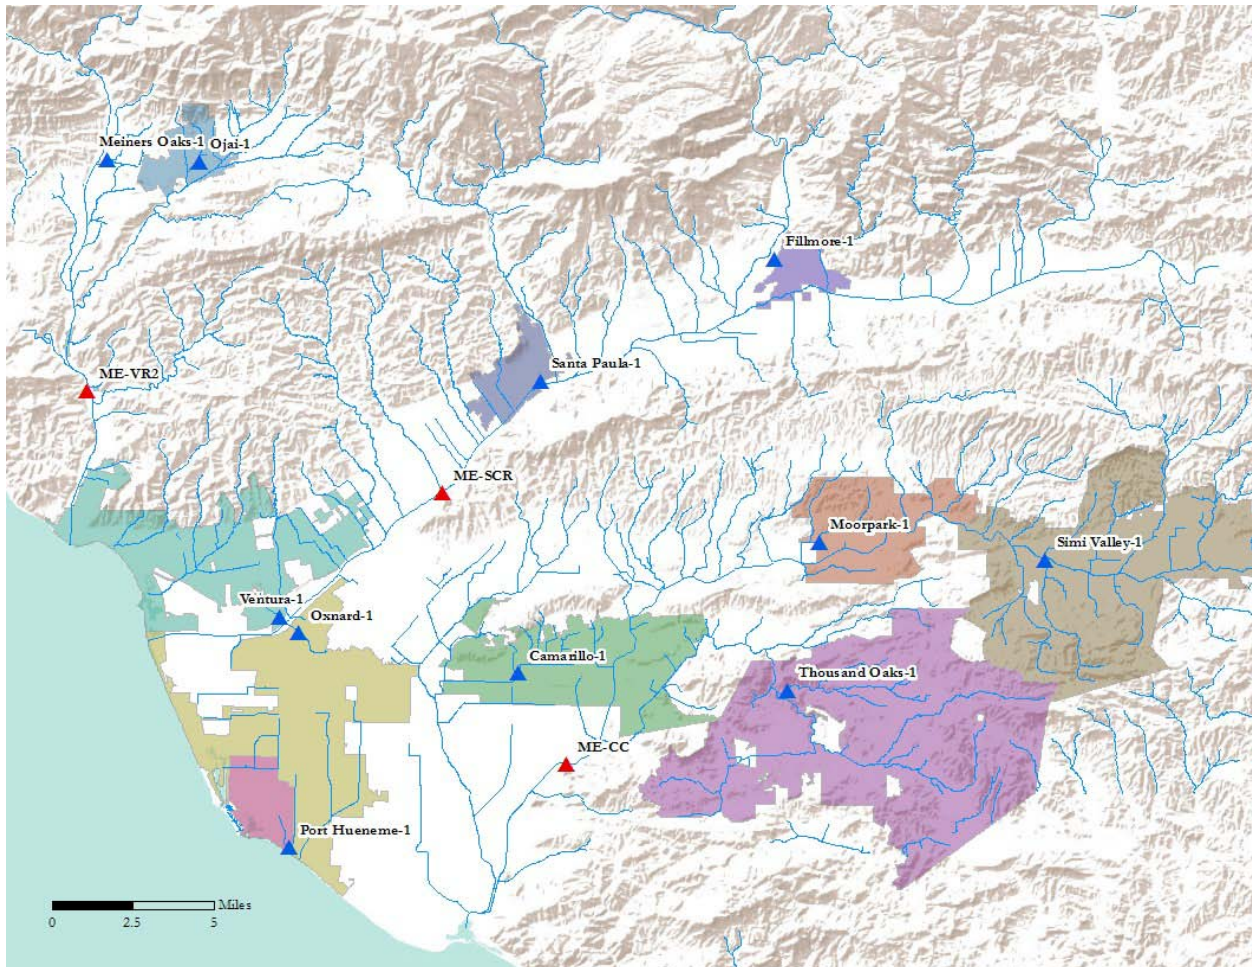 Meiners Oaks-1
Ojai-1
Fillmore-1
Santa Paula-1
ME-VR2
ME-SCR
Moorpark-1
Simi Valley-1
Ventura-1
Oxnard-1
Camarillo-1
Thousand Oaks-1
ME-CC
Port Hueneme-1
Miles
0 2.5 5